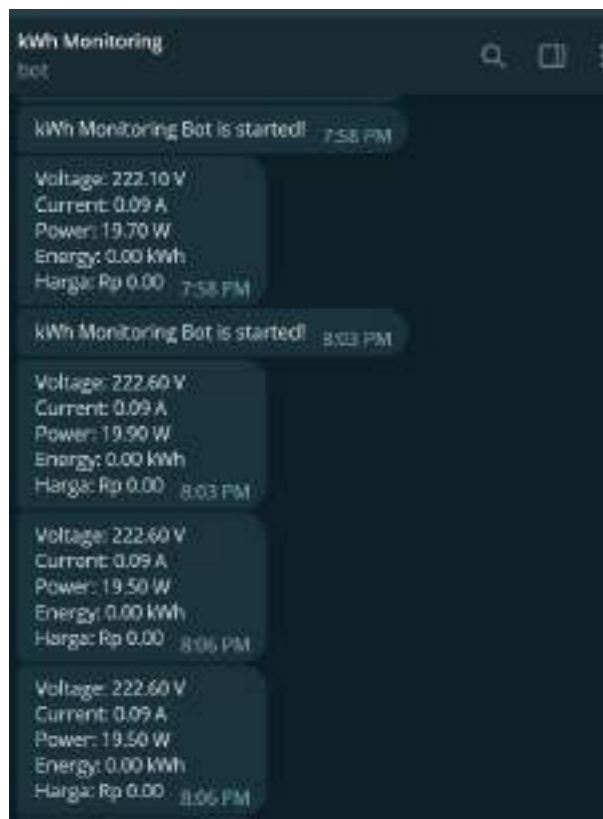 kWh Monitoring
bot
kWh Monitoring Bot is started! 7:58 PM
Voltage: 222.10 V
Current: 0.09 A
Power: 19.70 W
Energy: 0.00 kWh
Harga: Rp 0.00 7:58 PM
kWh Monitoring Bot is started! 8:03 PM
Voltage: 222.60 V
Current: 0.09 A
Power: 19.90 W
Energy: 0.00 kWh
Harga: Rp 0.00 8:03 PM
Voltage: 222.60 V
Current: 0.09 A
Power: 19.50 W
Energy: 0.00 kWh
Harga: Rp 0.00 8:06 PM
Voltage: 222.60 V
Current: 0.09 A
Power: 19.50 W
Energy: 0.00 kWh
Harga: Rp 0.00 8:06 PM